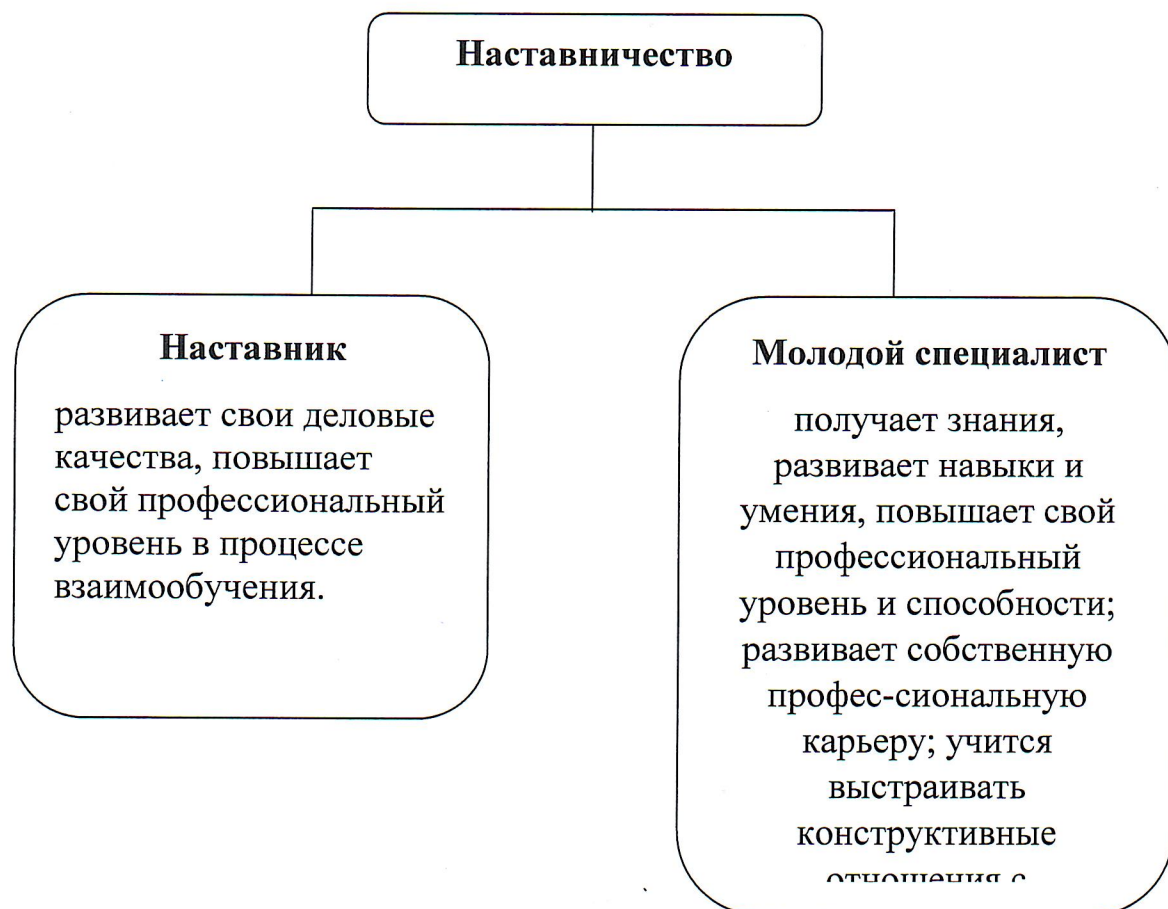 Наставничество
Наставник
развивает свои деловые
качества, повышает
свой профессиональный
уровень в процессе
взаимообучения.
Молодой специалист
получает знания,
развивает навыки и
умения, повышает свой
профессиональный
уровень и способности;
развивает собственную
профес-сиональную
карьеру; учится
выстраивать
конструктивные
отношения с